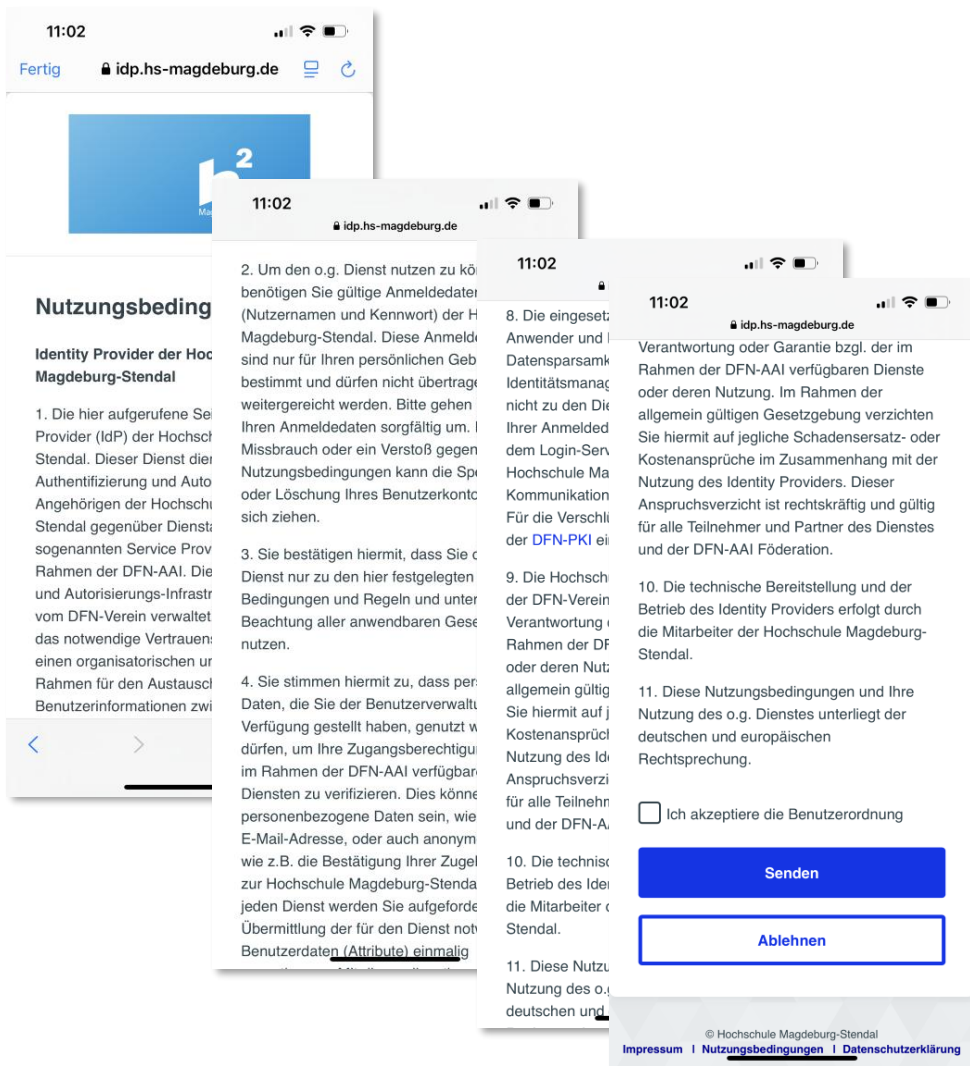 11:02
Fertig
idp.hs-magdeburg.de
h2
Nutzungsbeding
Identity Provider der Hoc
Magdeburg-Stendal
1. Die hier aufgerufene Sei
Provider (IdP) der Hochsch
Stendal. Dieser Dienst dien
Authentifizierung und Auto
Angehörigen der Hochschu
Stendal gegenüber Diensta
sogenannten Service Prov
Rahmen der DFN-AAI. Die
und Autorisierungs-Infrastr
vom DFN-Verein verwaltet
das notwendige Vertrauens
einen organisatorischen un
Rahmen für den Austausch
Benutzerinformationen zwi
11:02
idp.hs-magdeburg.de
2. Um den o.g. Dienst nutzen zu kö
benötigen Sie gültige Anmeldedaten
(Nutzernamen und Kennwort) der H
Magdeburg-Stendal. Diese Anmelde
sind nur für Ihren persönlichen Geb
bestimmt und dürfen nicht übertrage
weitergereicht werden. Bitte gehen
Ihren Anmeldedaten sorgfältig um.
Missbrauch oder ein Verstoß gegen
Nutzungsbedingungen kann die Spe
oder Löschung Ihres Benutzerkonto
sich ziehen.
3. Sie bestätigen hiermit, dass Sie d
Dienst nur zu den hier festgelegten
Bedingungen und Regeln und unter
Beachtung aller anwendbaren Gese
nutzen.
4. Sie stimmen hiermit zu, dass per
Daten, die Sie der Benutzerverwaltu
Verfügung gestellt haben, genutzt w
dürfen, um Ihre Zugangsberechtigu
im Rahmen der DFN-AAI verfügbar
Diensten zu verifizieren. Dies könne
personenbezogene Daten sein, wie
E-Mail-Adresse, oder auch anonym
wie z.B. die Bestätigung Ihrer Zugeh
zur Hochschule Magdeburg-Stenda
jeden Dienst werden Sie aufgeforde
Übermittlung der für den Dienst notw
Benutzerdaten (Attribute) einmalig
11:02
8. Die eingesetz
Anwender und
Datensparsamk
Identitätsmanag
nicht zu den Die
Ihrer Anmelded
dem Login-Serv
Hochschule Ma
Kommunikation
Für die Verschlü
der DFN-PKI ei
9. Die Hochsch
der DFN-Verein
Verantwortung
Rahmen der DF
oder deren Nutz
allgemein gültig
Sie hiermit auf j
Kostenansprüch
Nutzung des Ide
Anspruchsverzi
für alle Teilnehm
und der DFN-A
10. Die technisc
Betrieb des Iden
die Mitarbeiter
Stendal.
11. Diese Nutzu
Nutzung des o.g
deutschen und
11:02
idp.hs-magdeburg.de
Verantwortung oder Garantie bzgl. der im
Rahmen der DFN-AAI verfügbaren Dienste
oder deren Nutzung. Im Rahmen der
allgemein gültigen Gesetzgebung verzichten
Sie hiermit auf jegliche Schadensersatz- oder
Kostenansprüche im Zusammenhang mit der
Nutzung des Identity Providers. Dieser
Anspruchsverzicht ist rechtskräftig und gültig
für alle Teilnehmer und Partner des Dienstes
und der DFN-AAI Föderation.
10. Die technische Bereitstellung und der
Betrieb des Identity Providers erfolgt durch
die Mitarbeiter der Hochschule Magdeburg-
Stendal.
11. Diese Nutzungsbedingungen und Ihre
Nutzung des o.g. Dienstes unterliegt der
deutschen und europäischen
Rechtsprechung.
Ich akzeptiere die Benutzerordnung
Senden
Ablehnen
© Hochschule Magdeburg-Stendal
Impressum | Nutzungsbedingungen | Datenschutzerklärung